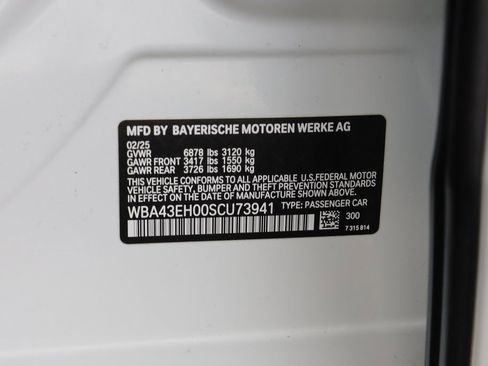 MFD BY BAYERISCHE MOTOREN WERKE AG
02/25
GVWR 6878 lbs 3120 kg
GAWR FRONT 3417 lbs 1550 kg
GAWR REAR 3726 lbs 1690 kg
THIS VEHICLE CONFORMS TO ALL APPLICABLE U.S.FEDERAL MOTOR
VEHICLE SAFETY, BUMPER, AND THEFT PREVENTION STANDARDS
IN EFFECT ON THE DATE OF MANUFACTURE SHOWN ABOVE.
WBA43EH00SCU73941 TYPE: PASSENGER CAR
300
7 315 814